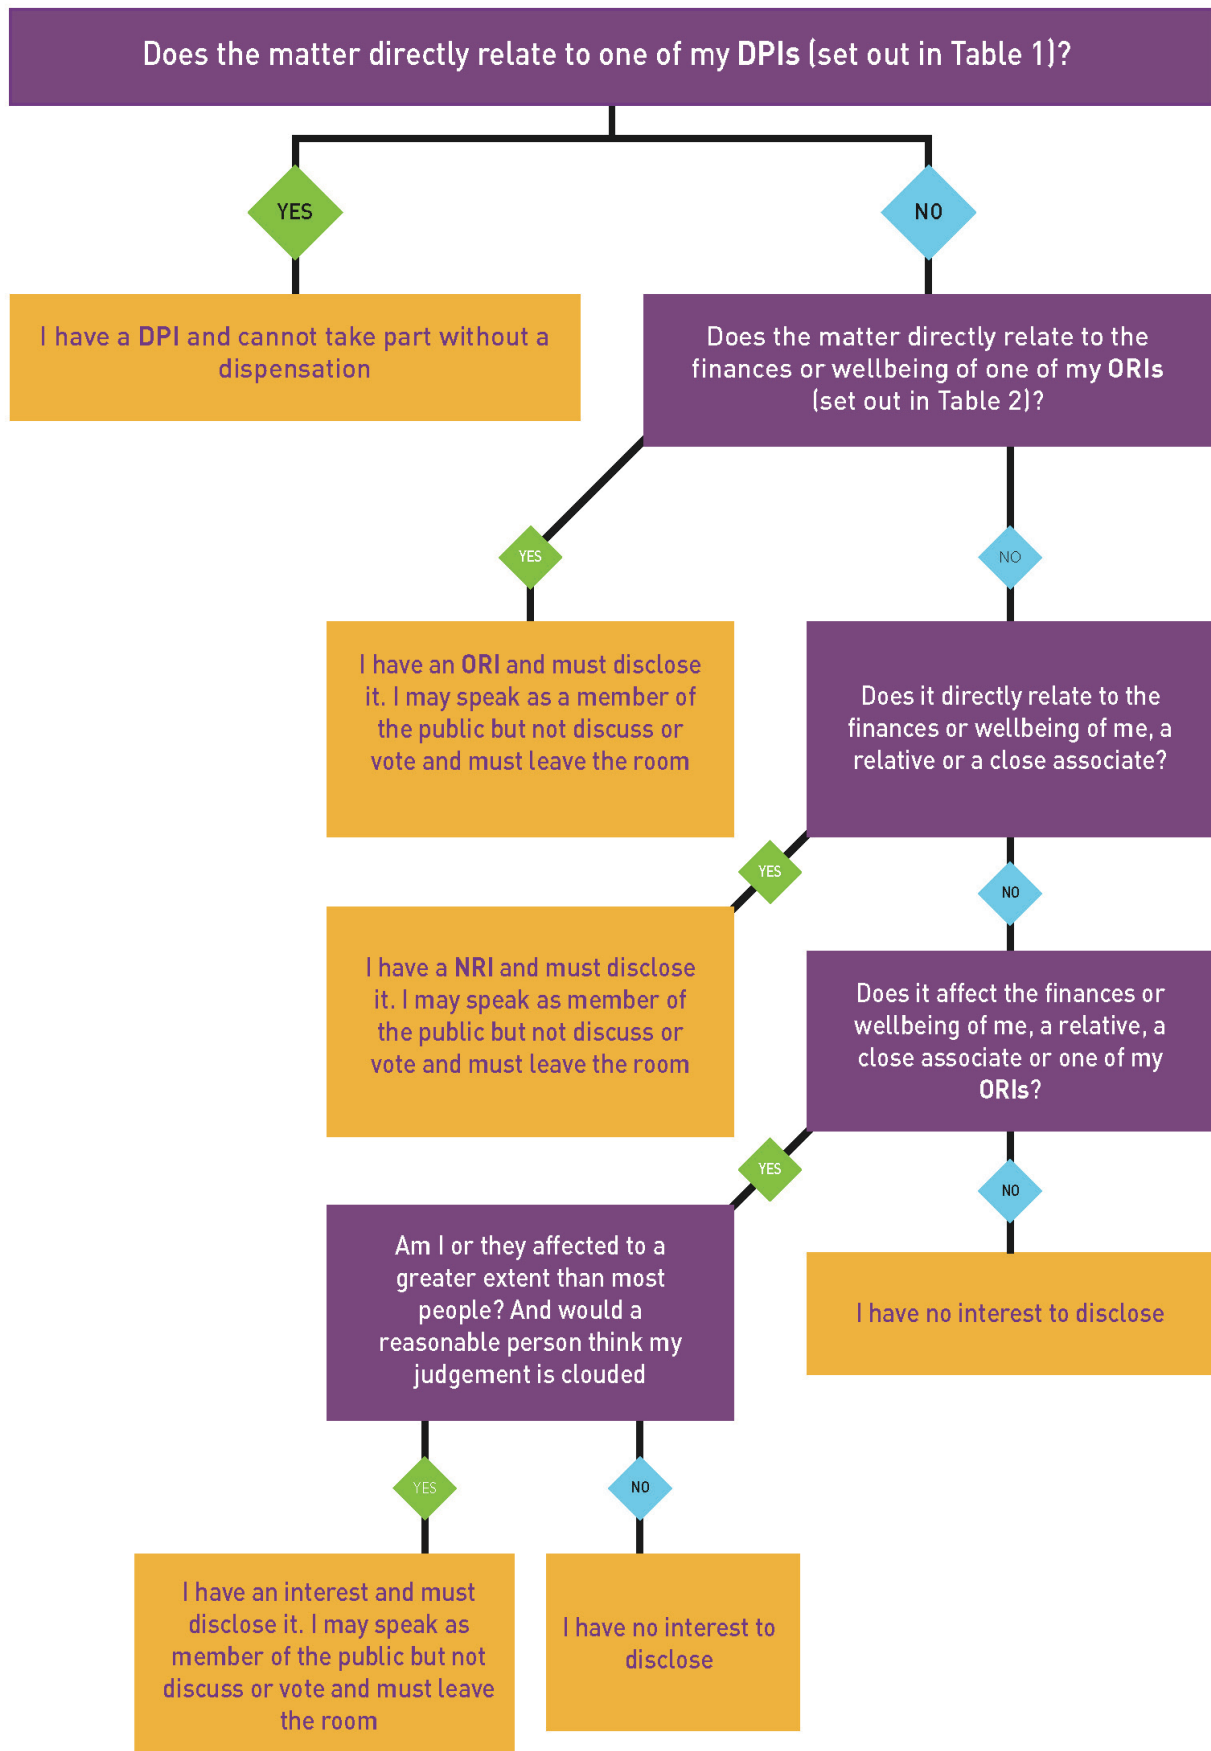 Does the matter directly relate to one of my DPIs (set out in Table 1)?
YES
NO
I have a DPI and cannot take part without a
dispensation
Does the matter directly relate to the
finances or wellbeing of one of my ORIs
(set out in Table 2)?
YES
NO
I have an ORI and must disclose
it. I may speak as a member of
the public but not discuss or
vote and must leave the room
Does it directly relate to the
finances or wellbeing of me, a
relative or a close associate?
YES
NO
I have a NRI and must disclose
it. I may speak as member of
the public but not discuss or
vote and must leave the room
Does it affect the finances or
wellbeing of me, a relative, a
close associate or one of my
ORIs?
YES
NO
Am I or they affected to a
greater extent than most
people? And would a
reasonable person think my
judgement is clouded
I have no interest to disclose
YES
NO
I have an interest and must
disclose it. I may speak as
member of the public but not
discuss or vote and must leave
the room
I have no interest to
disclose